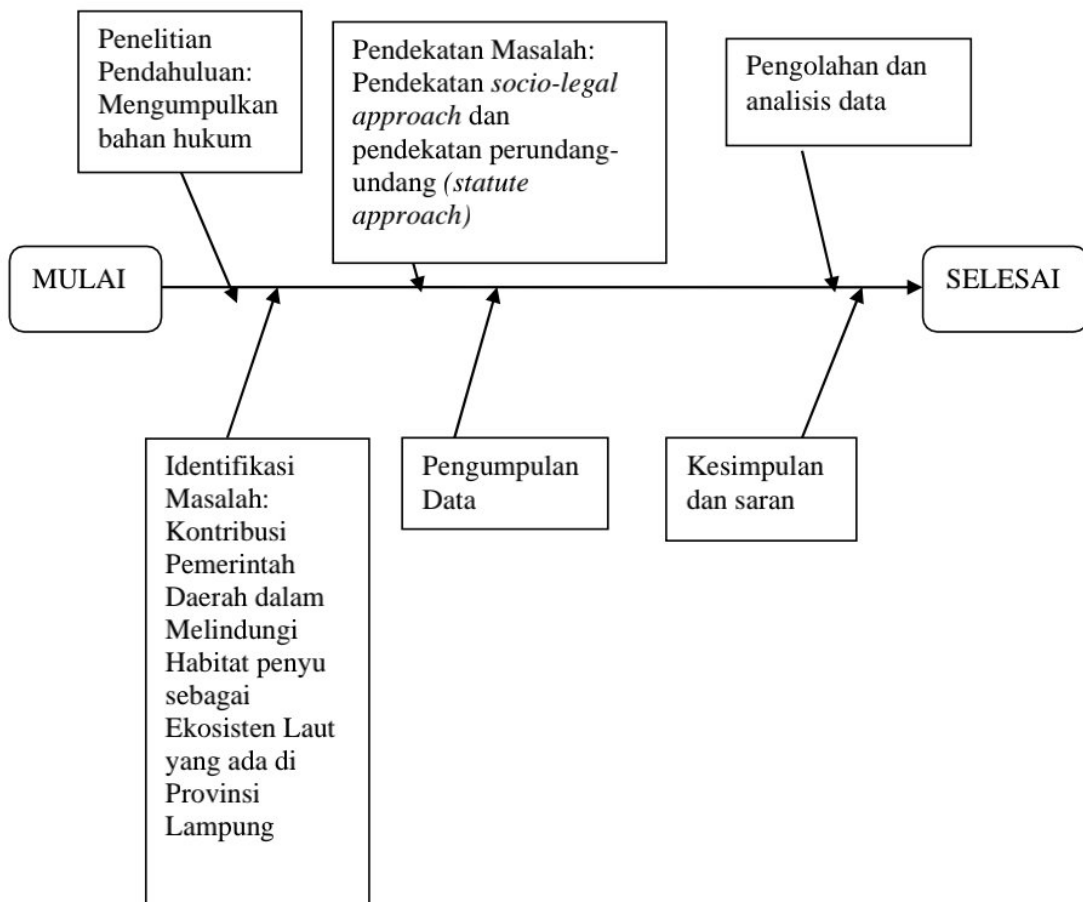 Penelitian
Pendahuluan:
Mengumpulkan
bahan hukum
Pendekatan Masalah:
Pendekatan socio-legal
approach dan
pendekatan perundang-
undang (statute
approach)
Pengolahan dan
analisis data
MULAI
SELESAI
Identifikasi
Masalah:
Kontribusi
Pemerintah
Daerah dalam
Melindungi
Habitat penyu
sebagai
Ekosisten Laut
yang ada di
Provinsi
Lampung
Pengumpulan
Data
Kesimpulan
dan saran